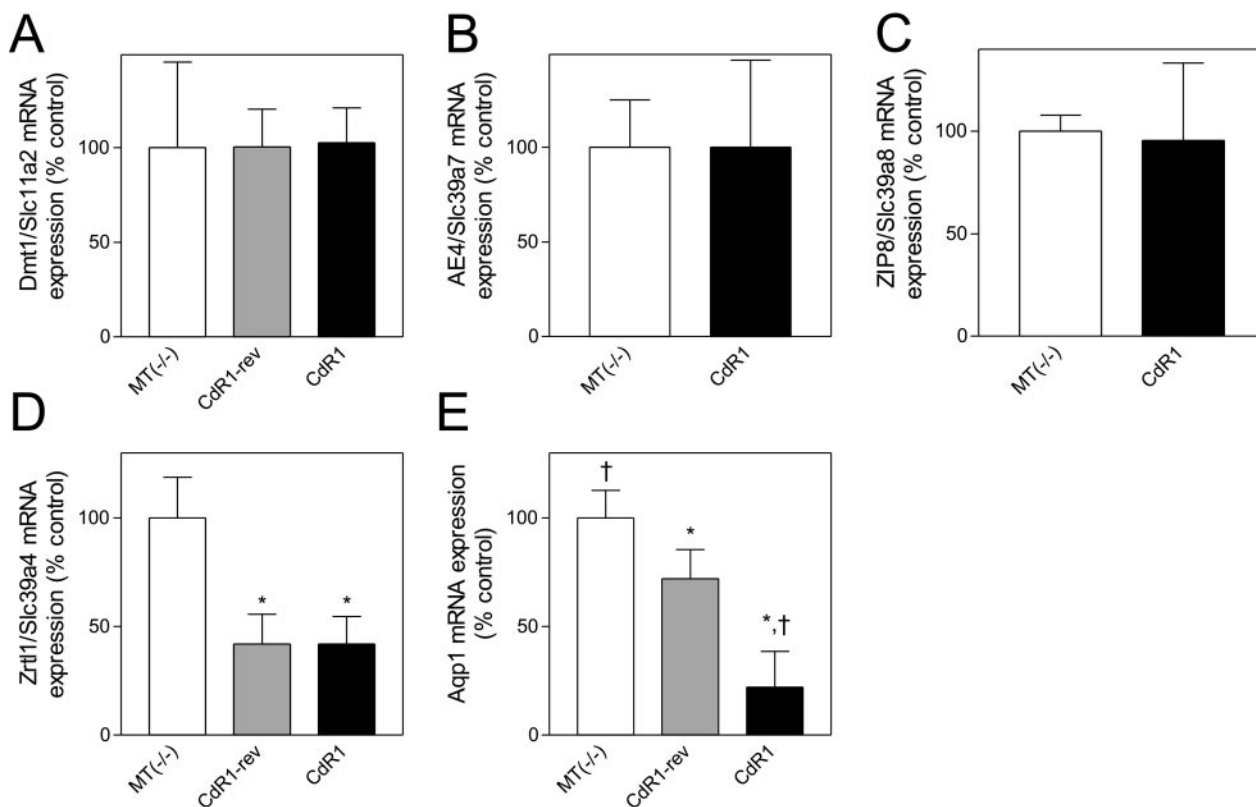 A
Dmt1/Slc11a2 mRNA
expression (% control)
100
50
0
MT(-/-)
CdR1-rev
CdR1
B
AE4/Slc39a7 mRNA
expression (% control)
100
50
0
MT(-/-)
CdR1
C
ZIP8/Slc39a8 mRNA
expression (% control)
100
50
0
MT(-/-)
CdR1
D
Zrtl1/Slc39a4 mRNA
expression (% control)
100
50
0
*
*
MT(-/-)
CdR1-rev
CdR1
E
Aqp1 mRNA expression
(% control)
100
50
0
†
*
*,†
MT(-/-)
CdR1-rev
CdR1